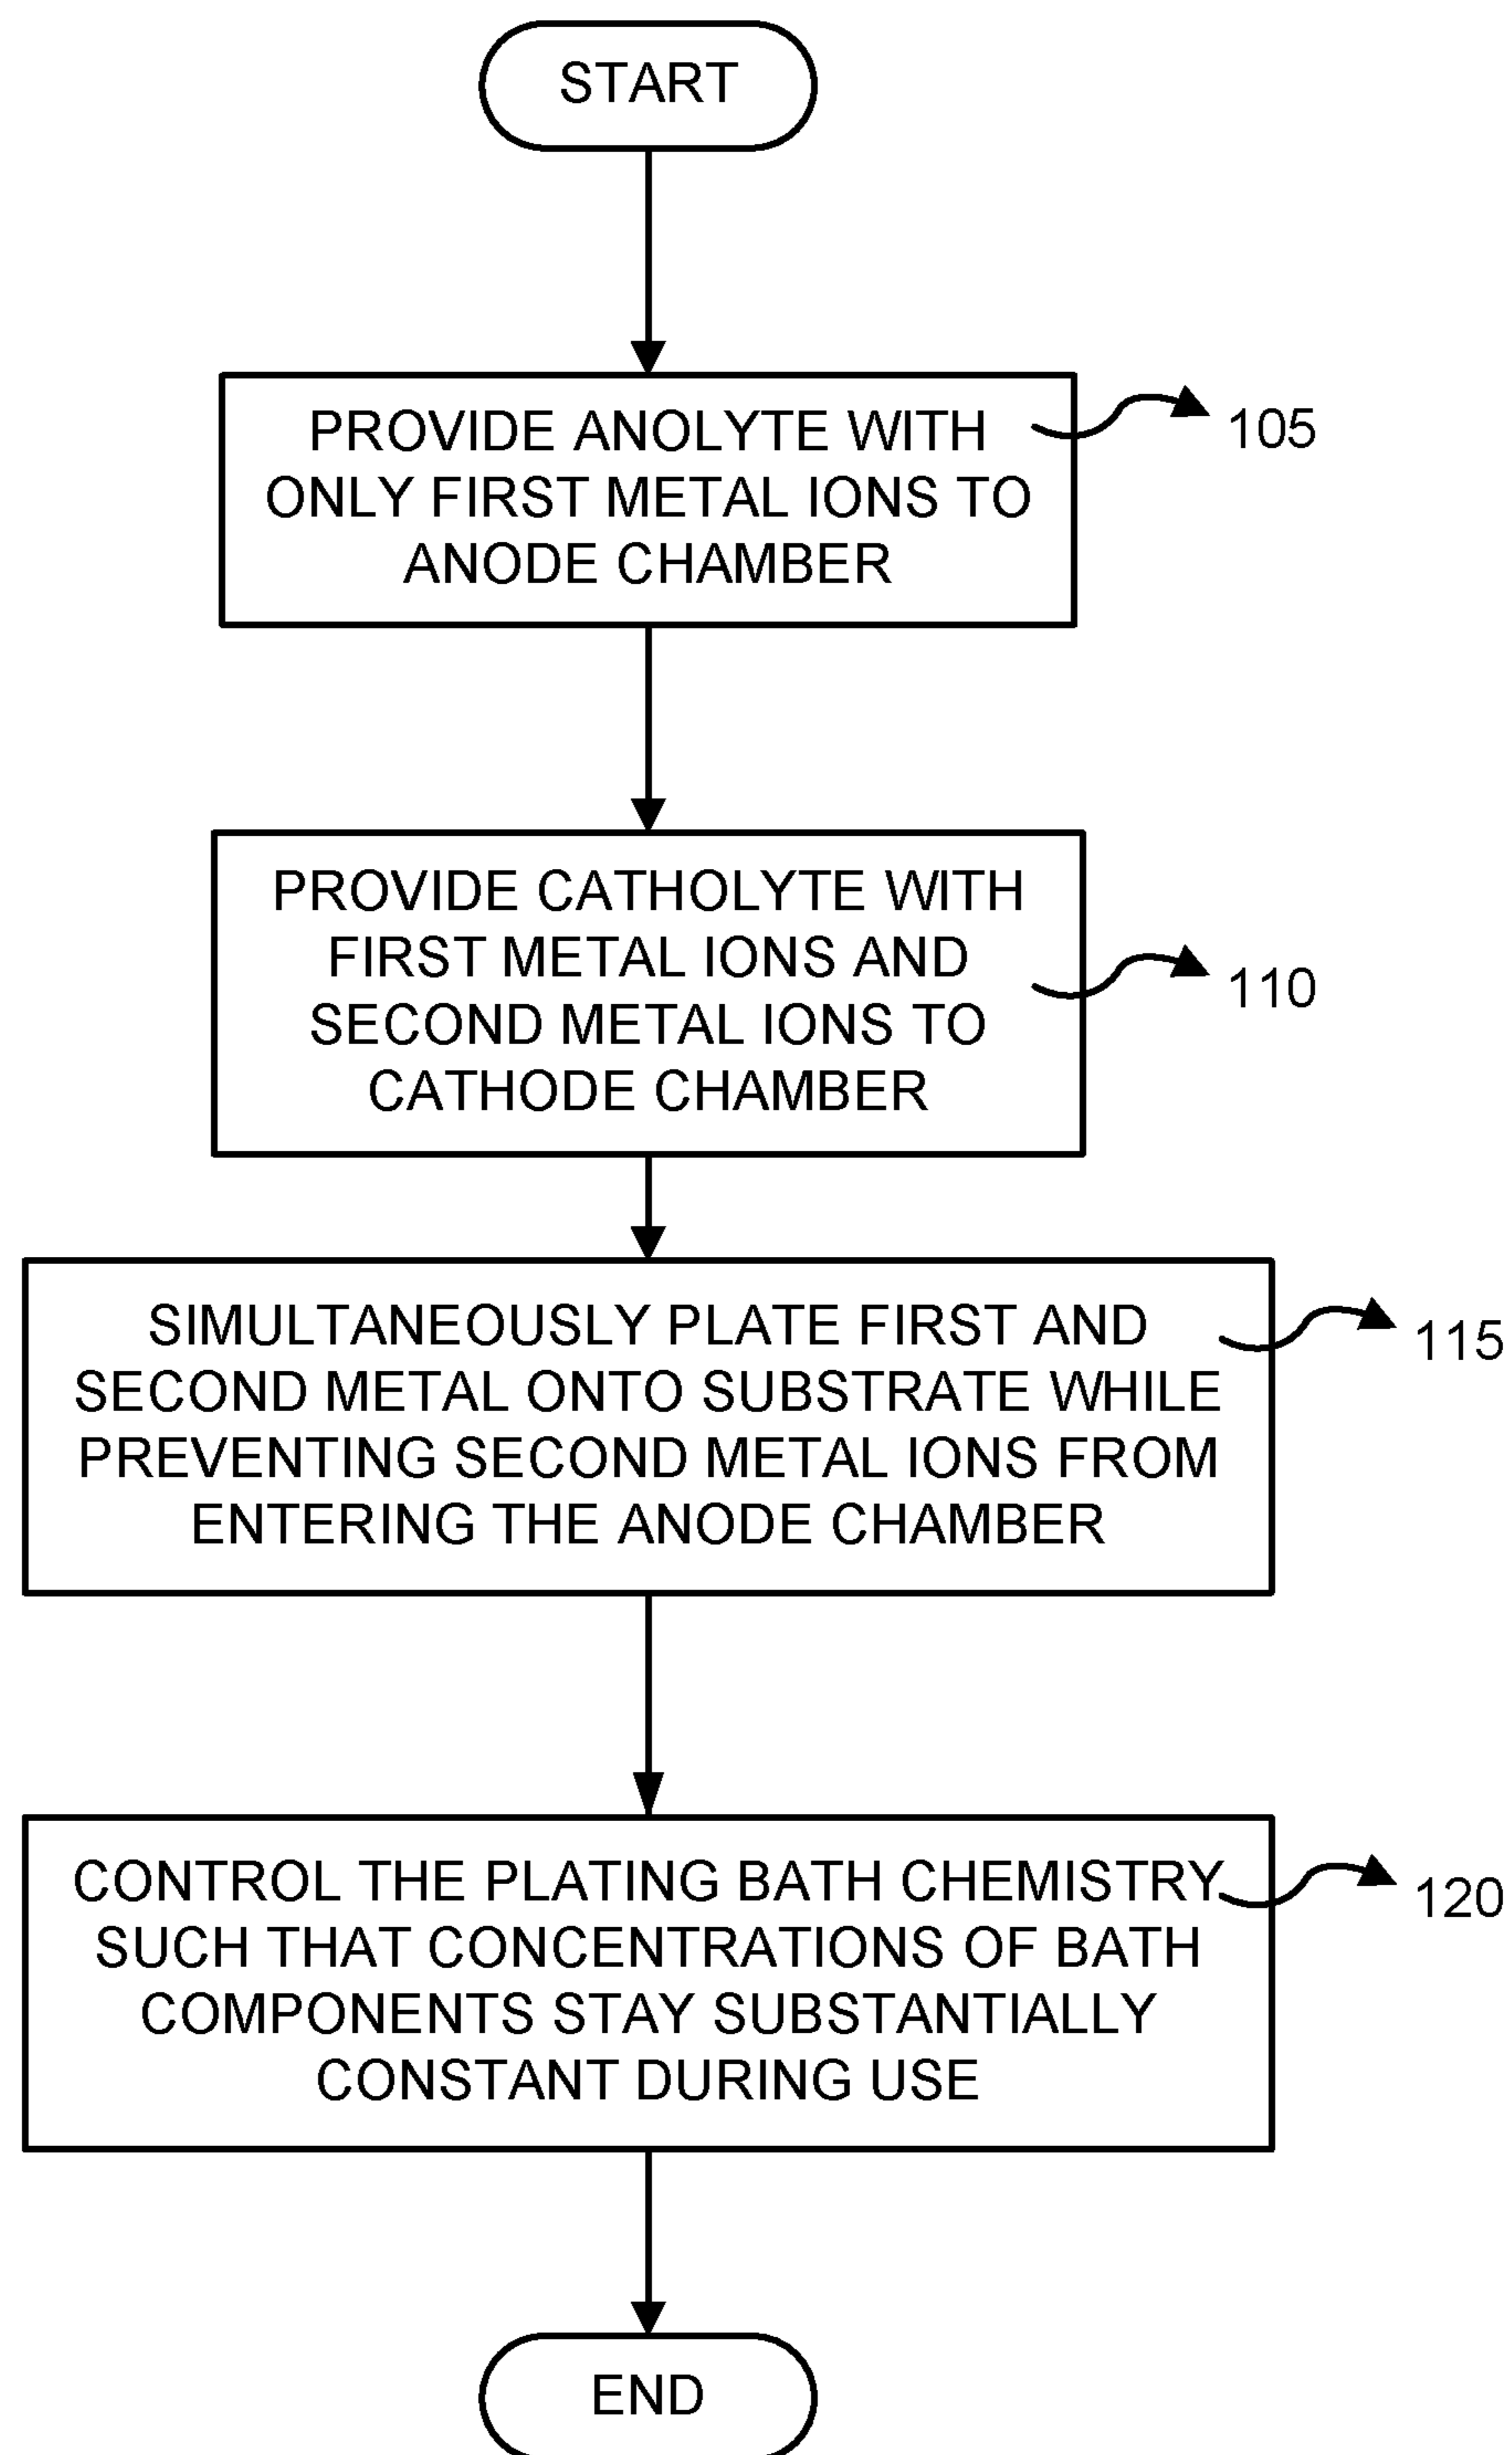 START
PROVIDE ANOLYTE WITH
ONLY FIRST METAL IONS TO
ANODE CHAMBER
105
PROVIDE CATHOLYTE WITH
FIRST METAL IONS AND
SECOND METAL IONS TO
CATHODE CHAMBER
110
SIMULTANEOUSLY PLATE FIRST AND
SECOND METAL ONTO SUBSTRATE WHILE
PREVENTING SECOND METAL IONS FROM
ENTERING THE ANODE CHAMBER
115
CONTROL THE PLATING BATH CHEMISTRY
SUCH THAT CONCENTRATIONS OF BATH
COMPONENTS STAY SUBSTANTIALLY
CONSTANT DURING USE
120
END